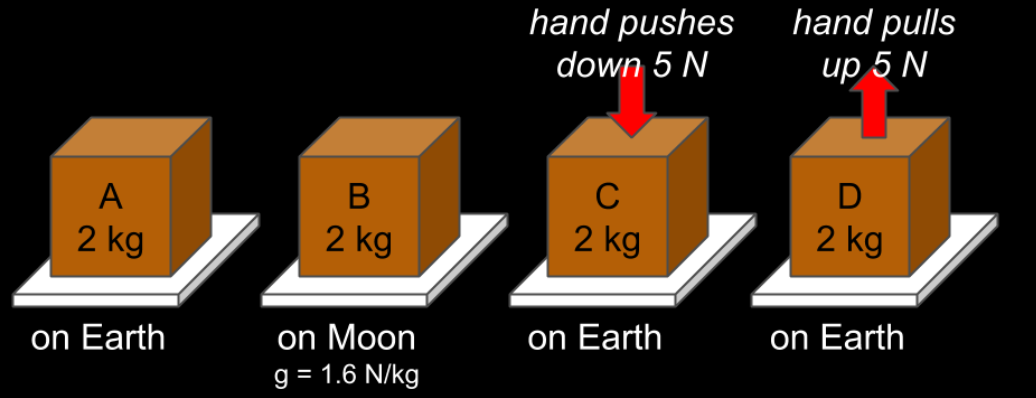 hand pushes
down 5 N
hand pulls
up 5 N
A
2 kg
B
2 kg
C
2 kg
D
2 kg
on Earth
on Moon
g = 1.6 N/kg
on Earth
on Earth